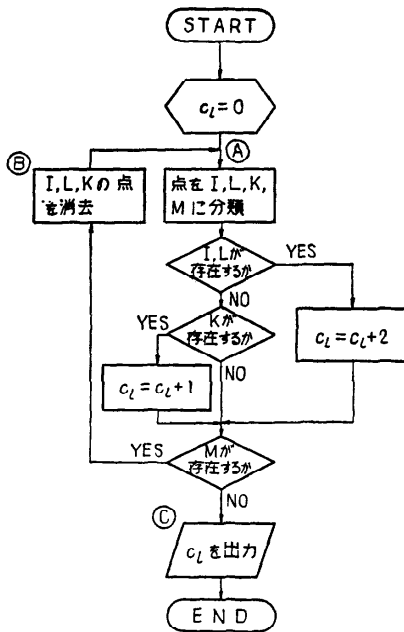 START
c_l = 0
Ⓐ
Ⓑ
I, L, K の点
を消去
点を I, L, K,
M に分類
I, L が
存在するか
YES
NO
K が
存在するか
YES
NO
c_l = c_l + 2
c_l = c_l + 1
M が
存在するか
YES
NO
Ⓒ
c_l を出力
END